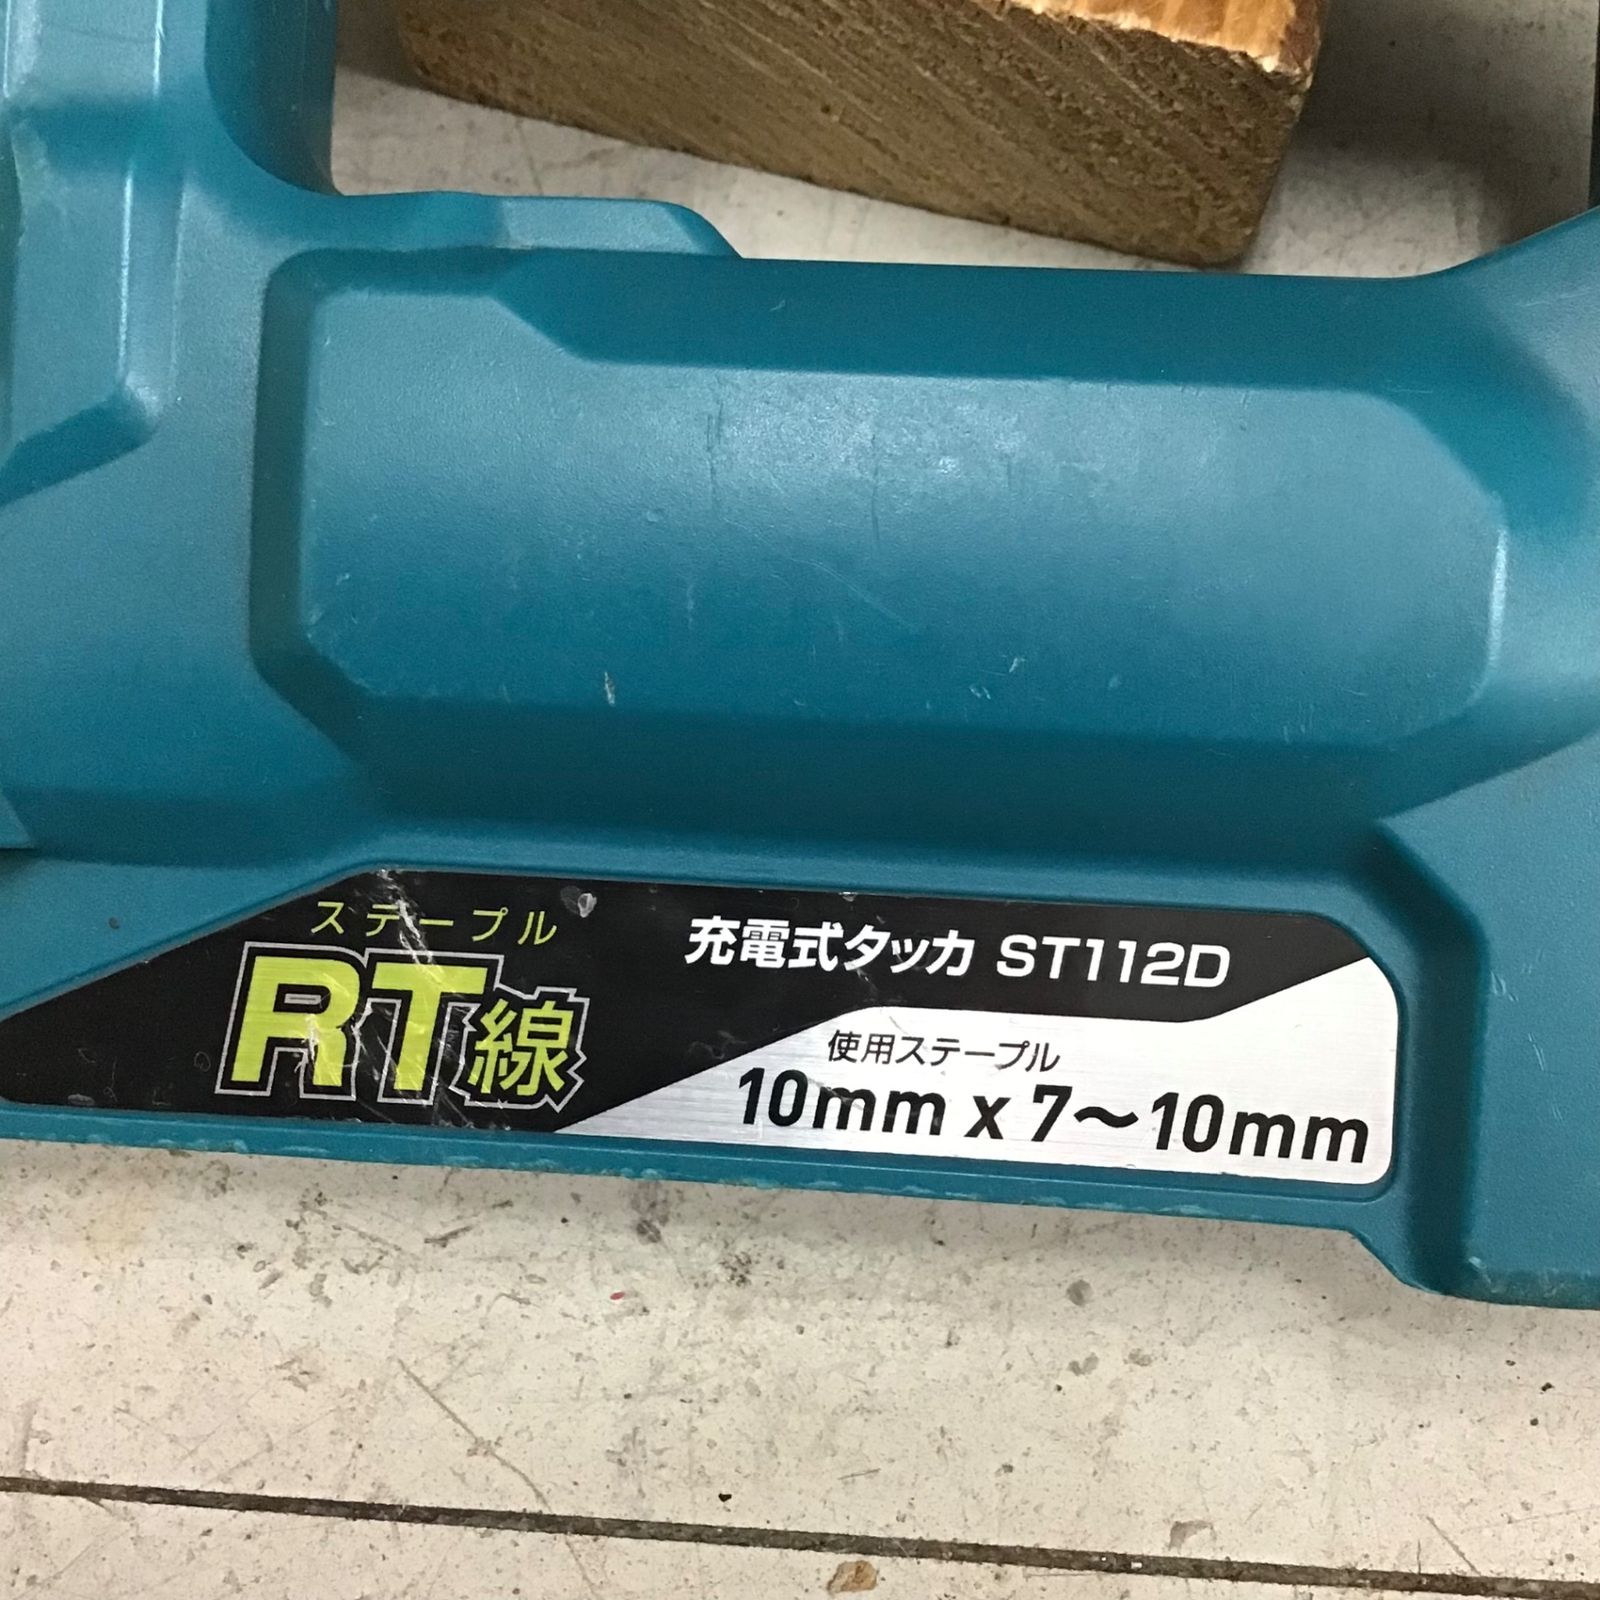 ステープル
RT線
充電式タッカ ST112D
使用ステープル
10mm x 7～10mm